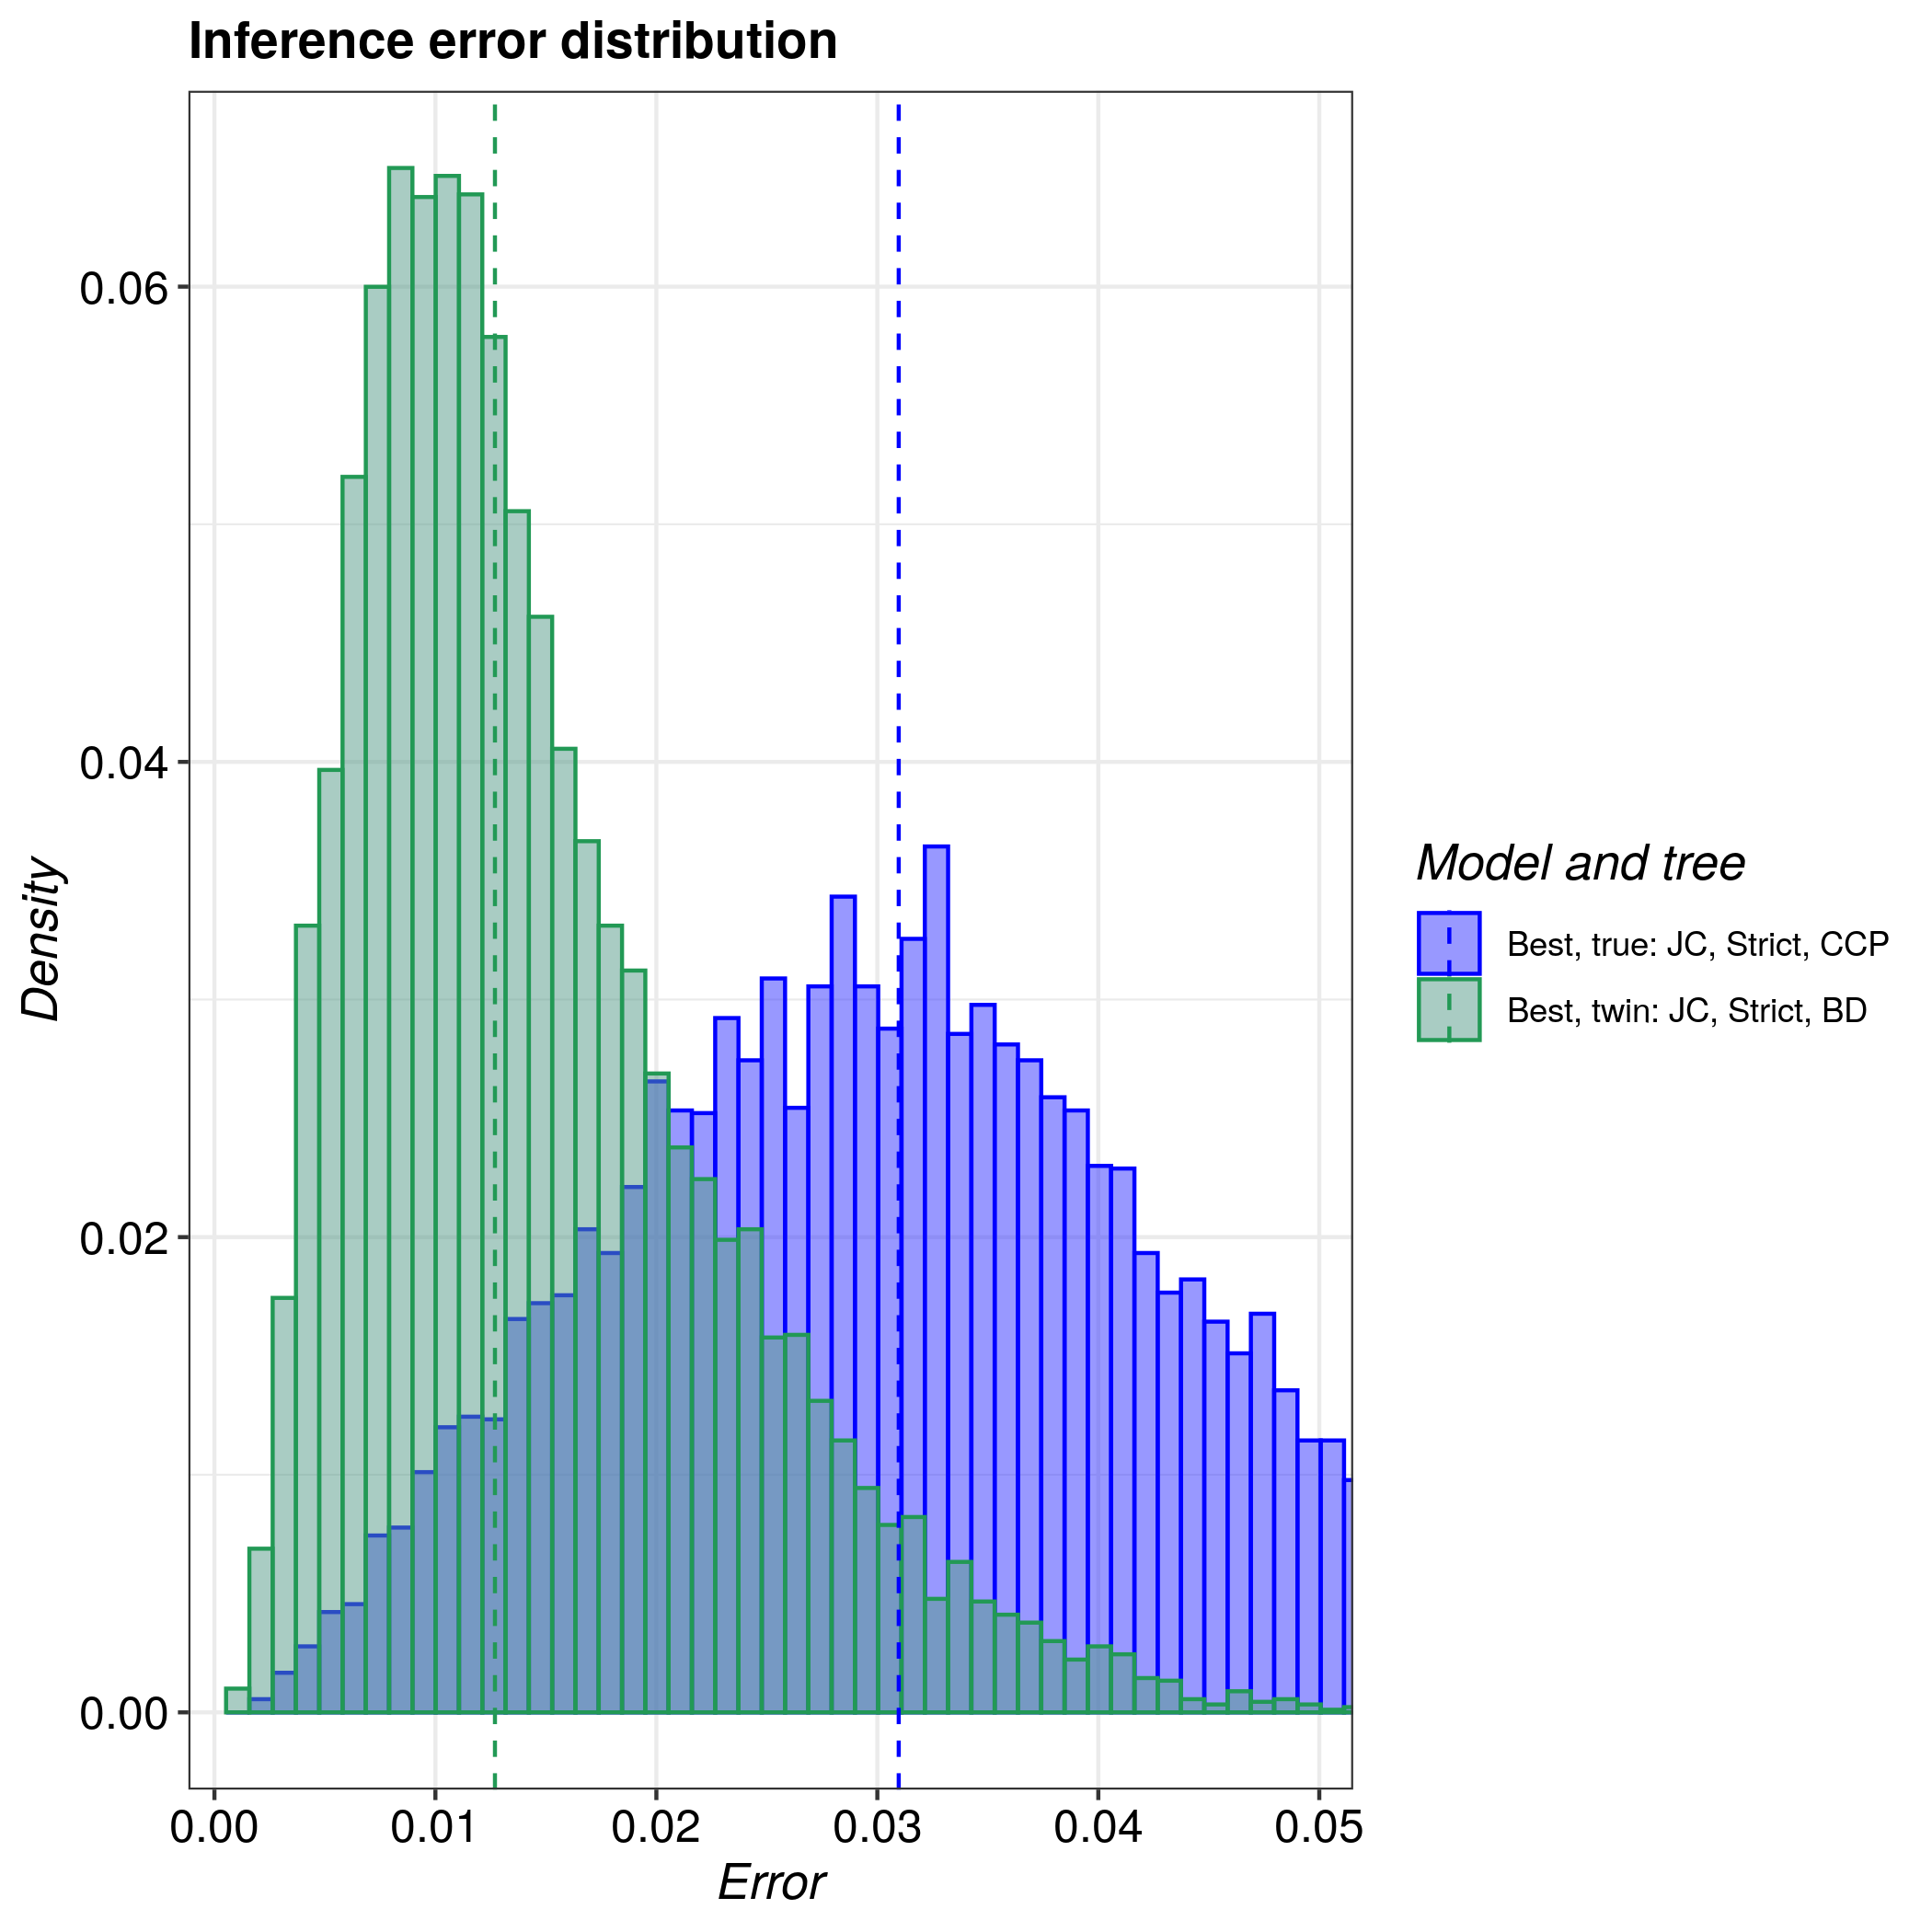 Inference error distribution
0.06
0.04
0.02
0.00
Density
0.00 0.01 0.02 0.03 0.04 0.05
Error
Model and tree
Best, true: JC, Strict, CCP
Best, twin: JC, Strict, BD